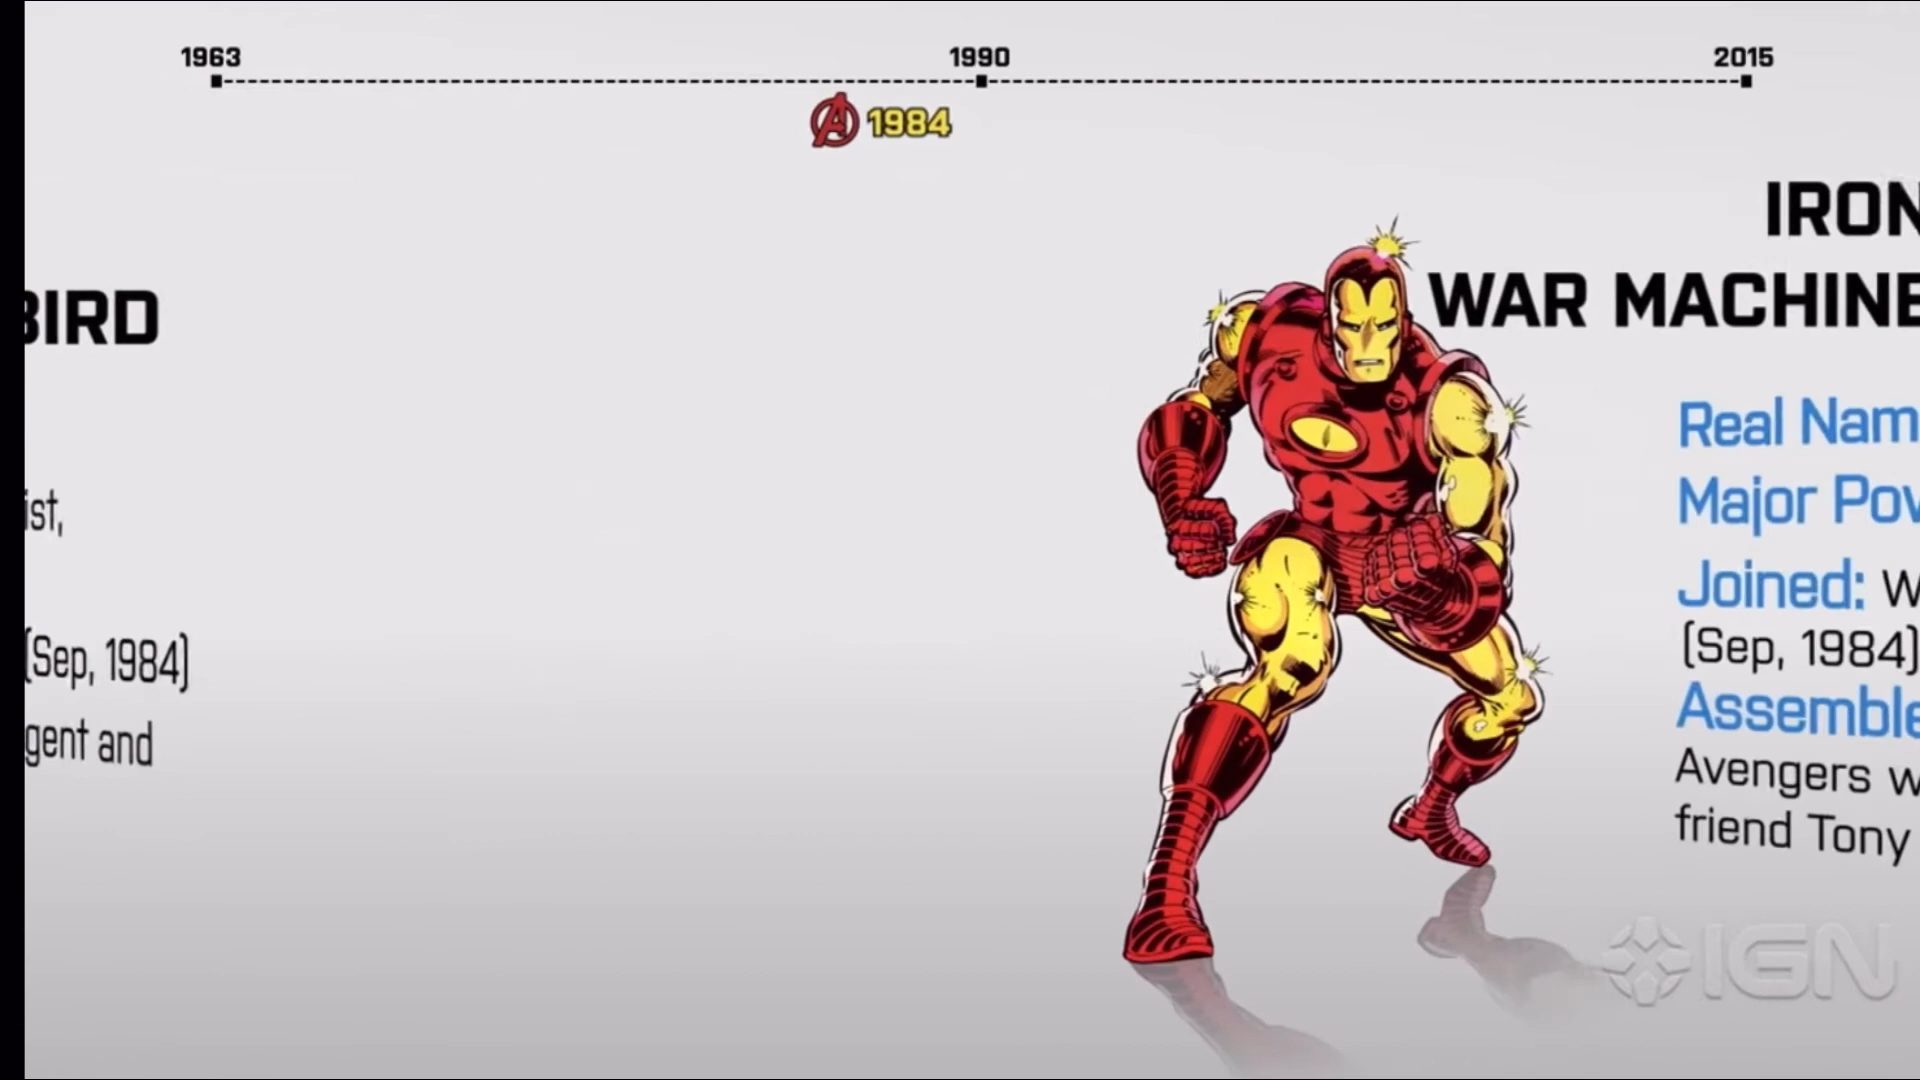 1963 1990 2015
1984
BIRD
ist,
(Sep, 1984)
gent and
IRON
WAR MACHINE
Real Nam
Major Pow
Joined: W
(Sep, 1984)
Assemble
Avengers w
friend Tony
IGN